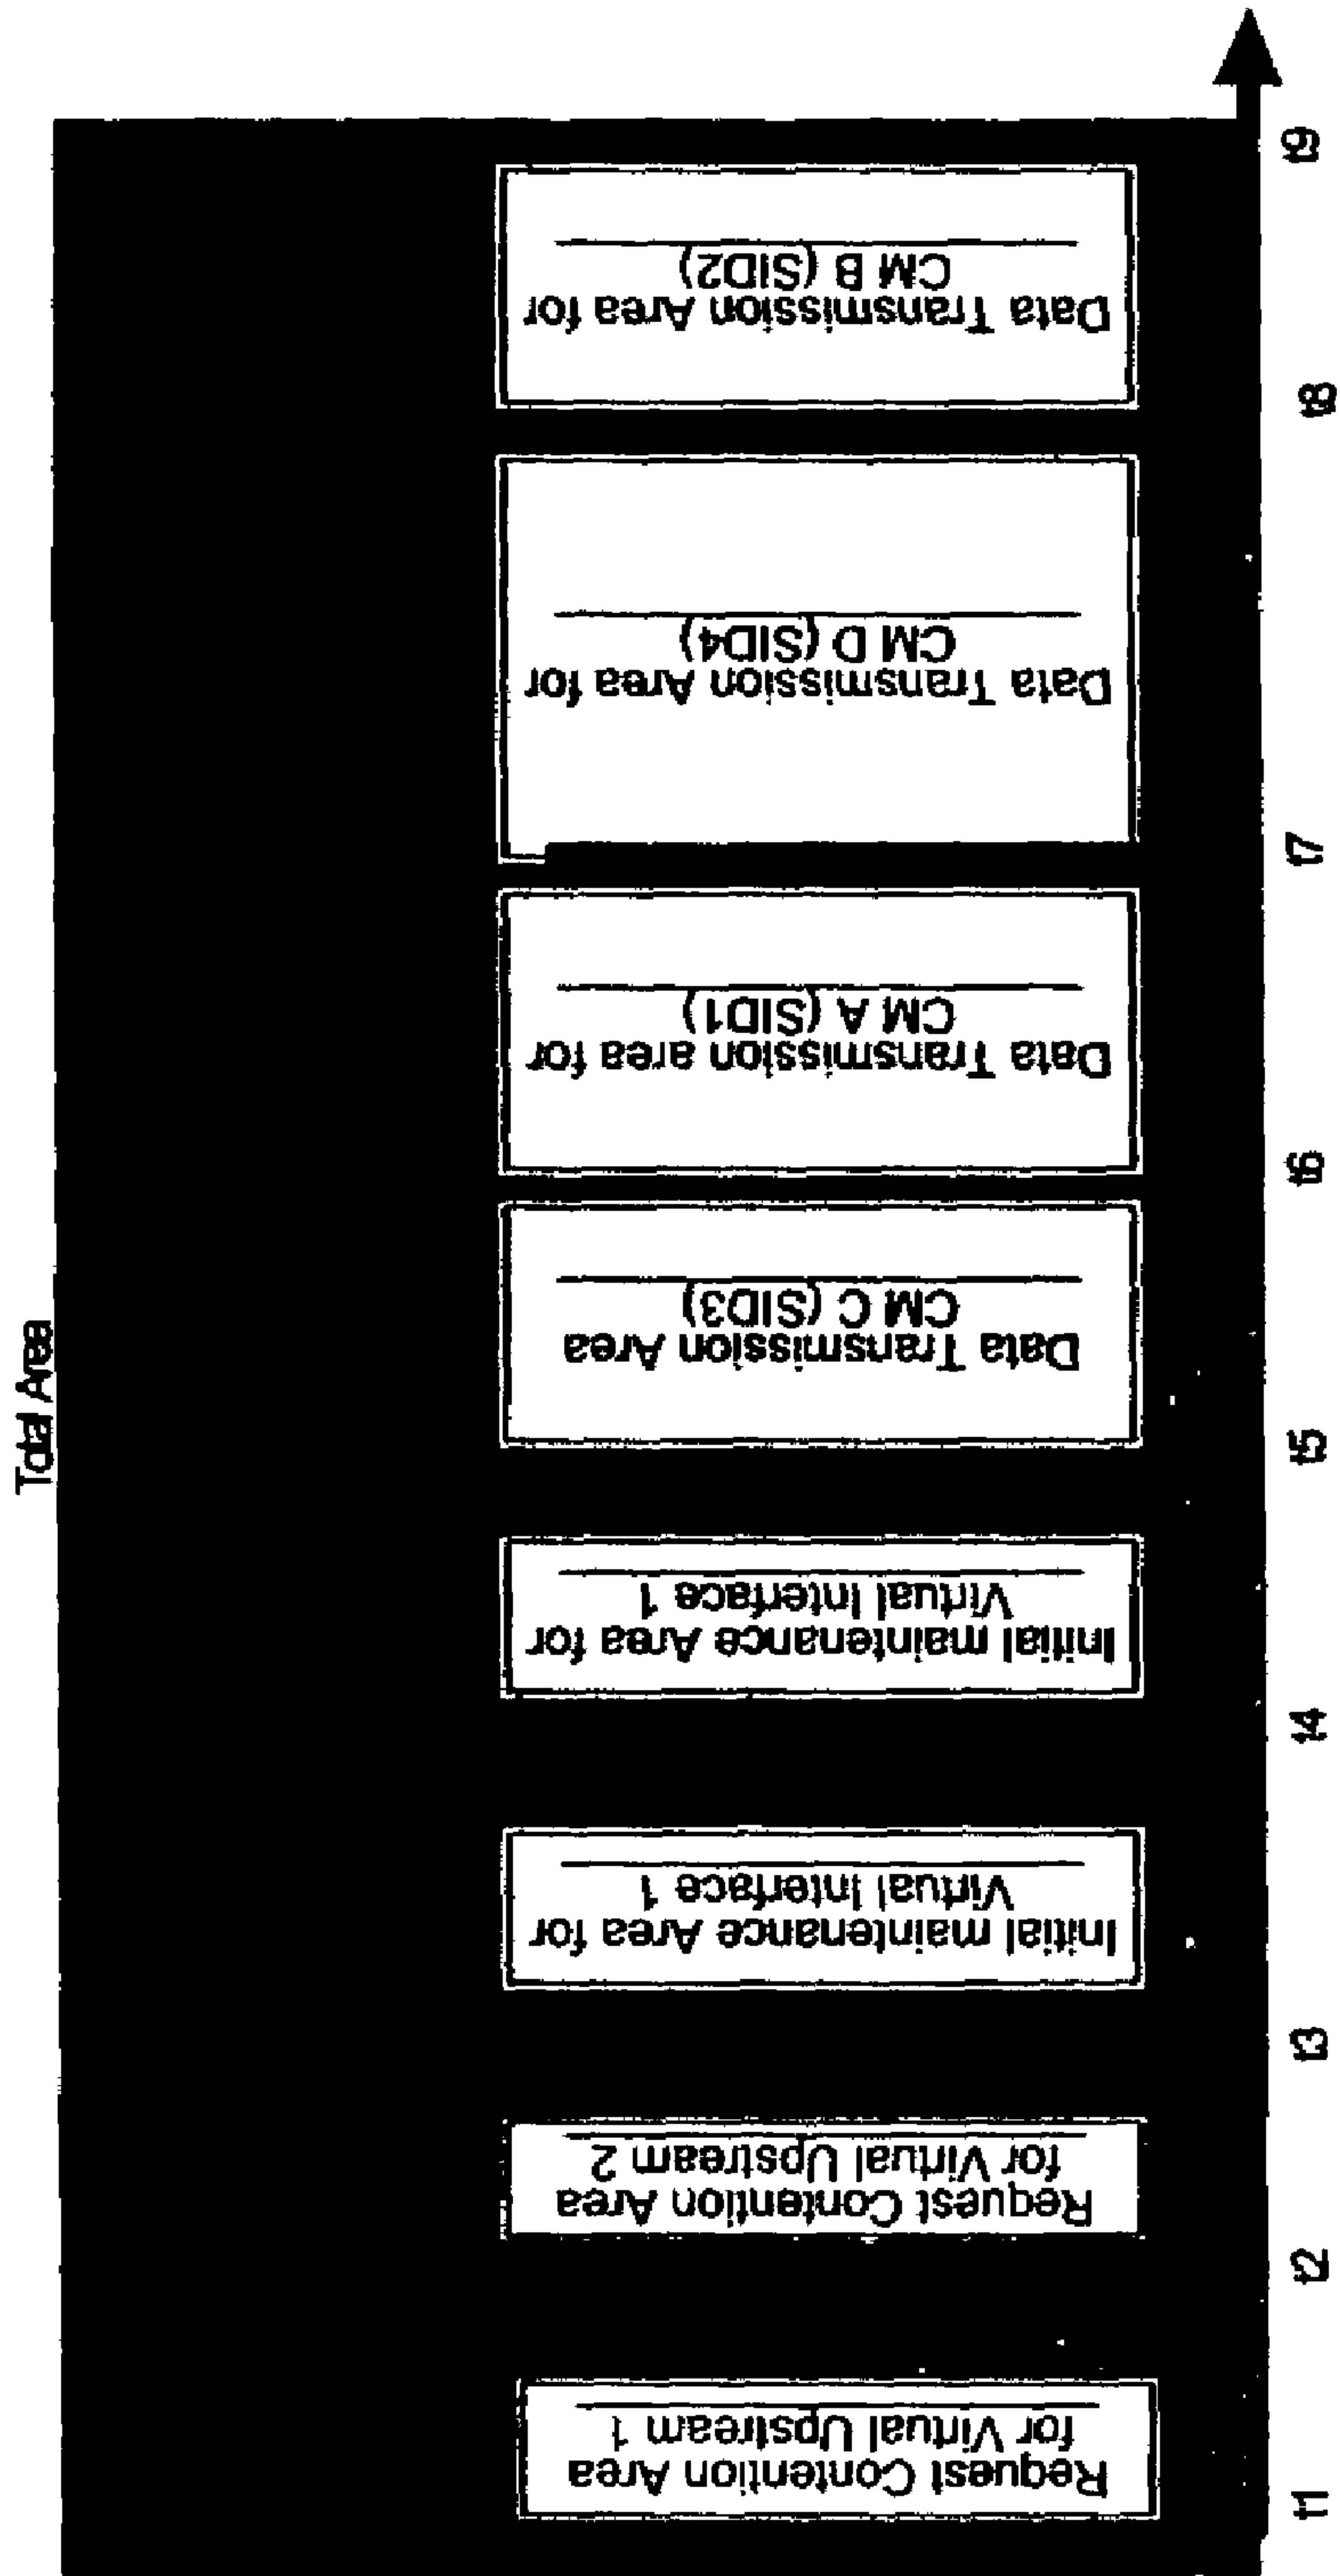 Total Area
Request Contention Area
for Virtual Upstream 1
Request Contention Area
for Virtual Upstream 2
Initial maintenance Area for
Virtual Interface 1
Initial maintenance Area for
Virtual Interface 1
Data Transmission Area
CM C (SID3)
Data Transmission area for
CM A (SID1)
Data Transmission Area for
CM D (SID4)
Data Transmission Area for
CM B (SID2)
t1
t2
t3
t4
t5
t6
t7
t8
t9